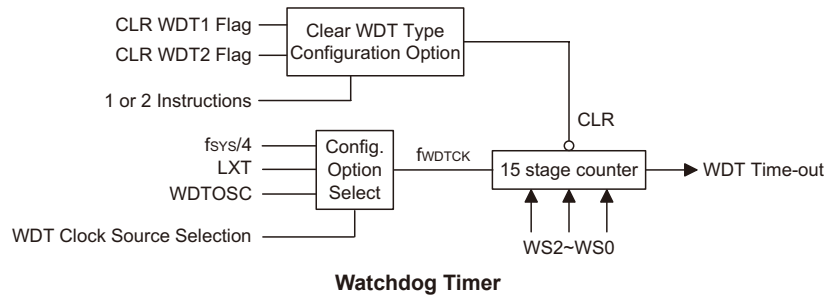 CLR WDT1 Flag
CLR WDT2 Flag
Clear WDT Type
Configuration Option
1 or 2 Instructions
CLR
fSYS/4
LXT
WDTOSC
Config.
Option
Select
fWDTCK
15 stage counter
WDT Time-out
WDT Clock Source Selection
WS2~WS0
Watchdog Timer